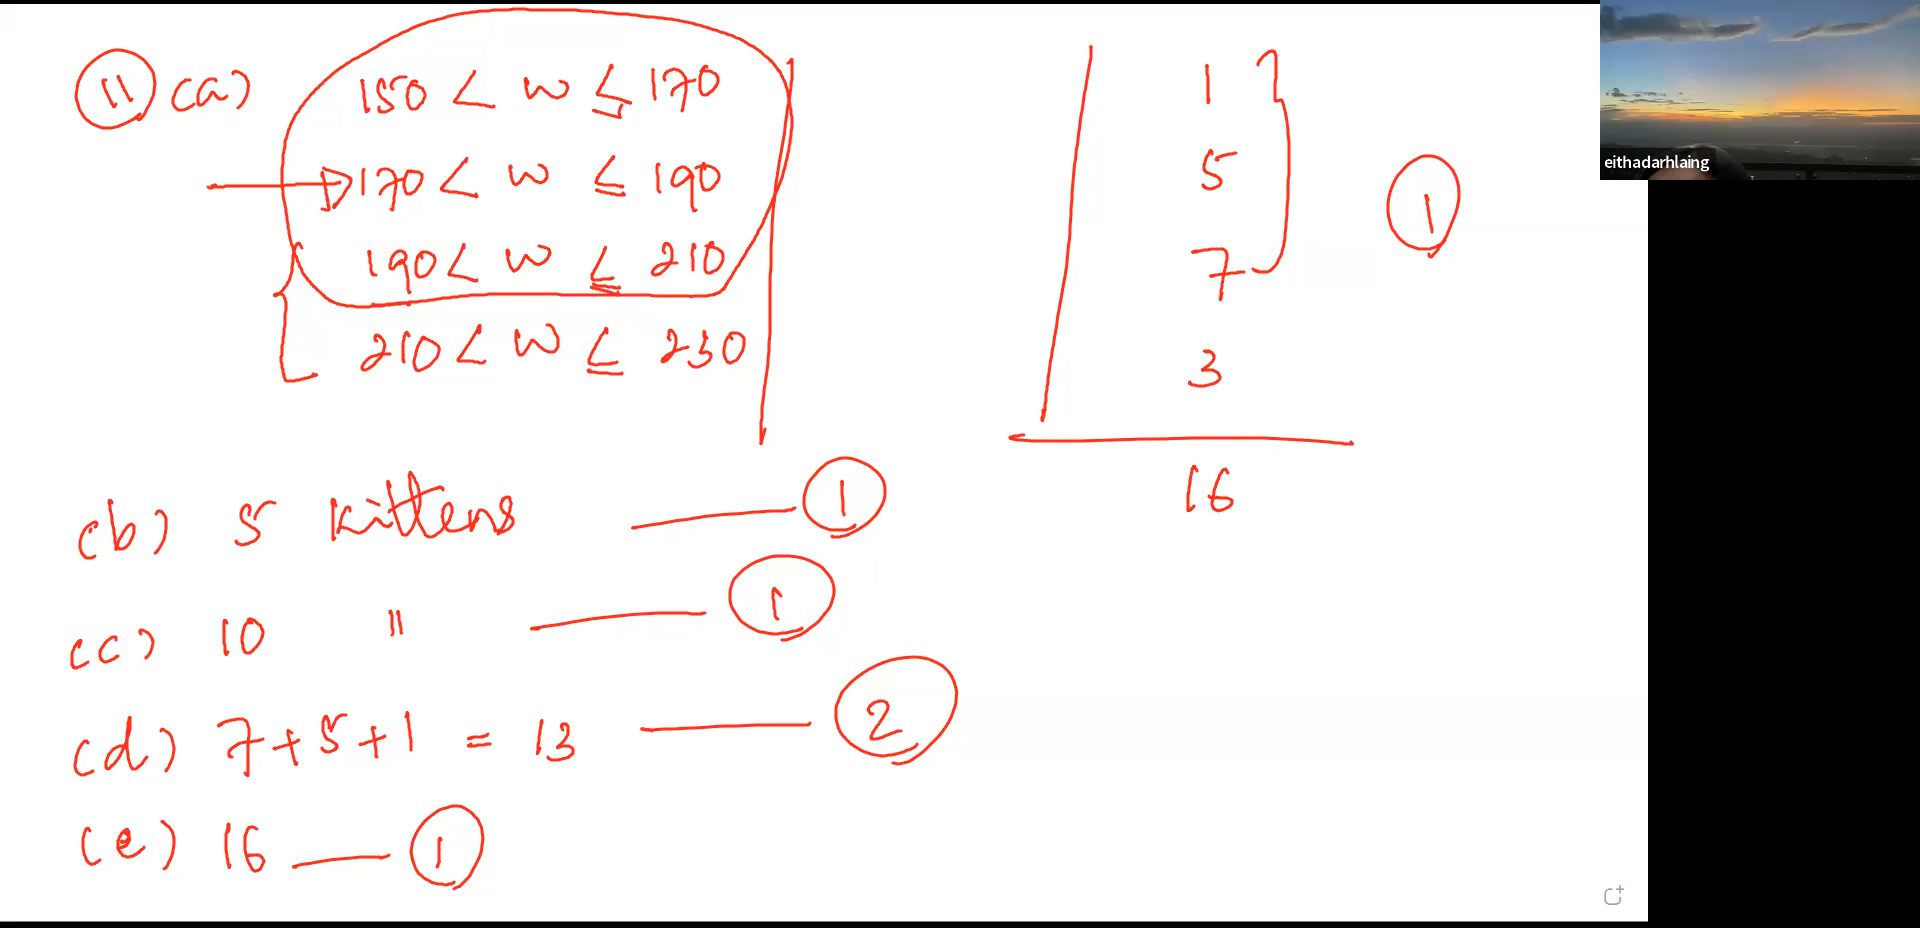 11 (a) 150 < w ≤ 170 1
170 < w ≤ 190 5 1
190 < w ≤ 210 7
210 < w ≤ 230 3
16
(b) 5 kittens — 1
(c) 10 " — 1
(d) 7+5+1 = 13 — 2
(e) 16 — 1
eithadarhlaing